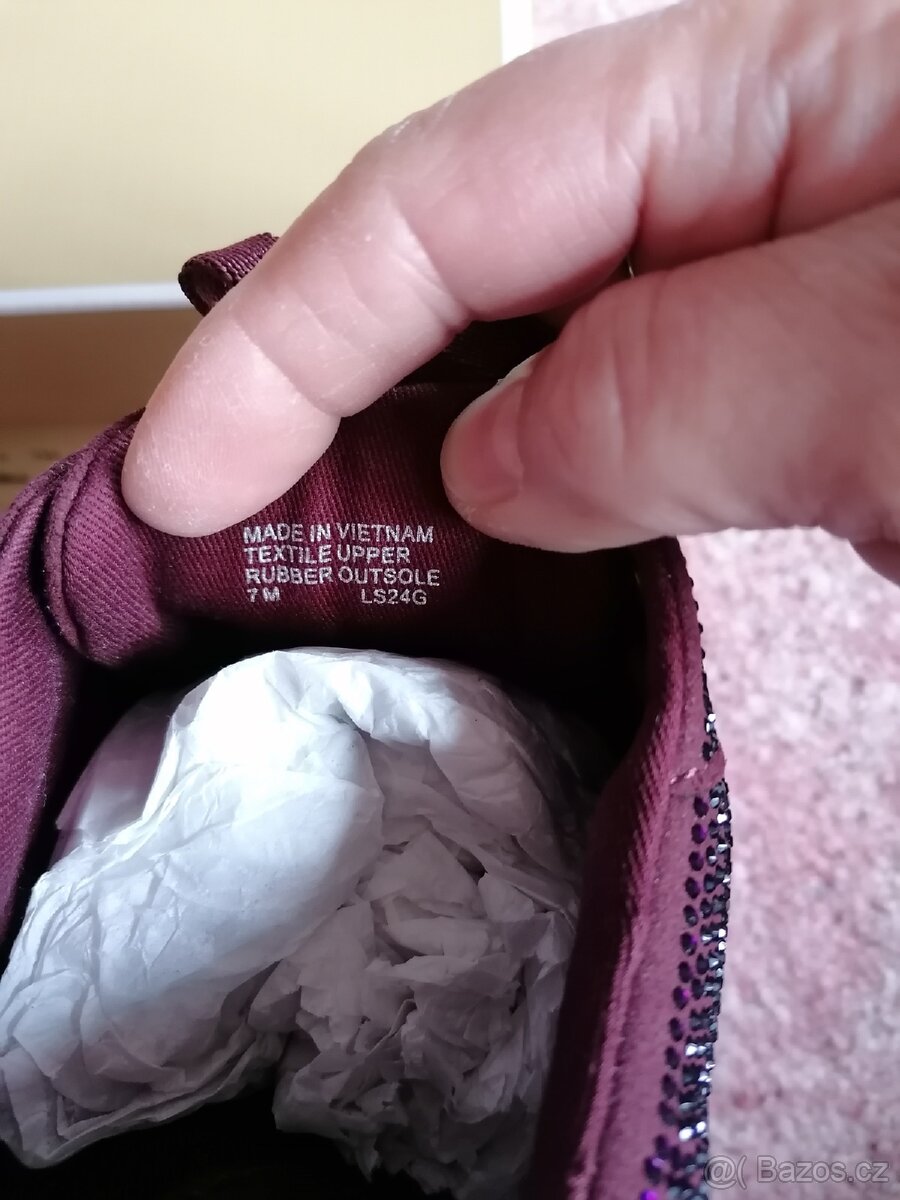 MADE IN VIETNAM
TEXTILE UPPER
RUBBER OUTSOLE
7 M LS24G
@( Bazos.cz